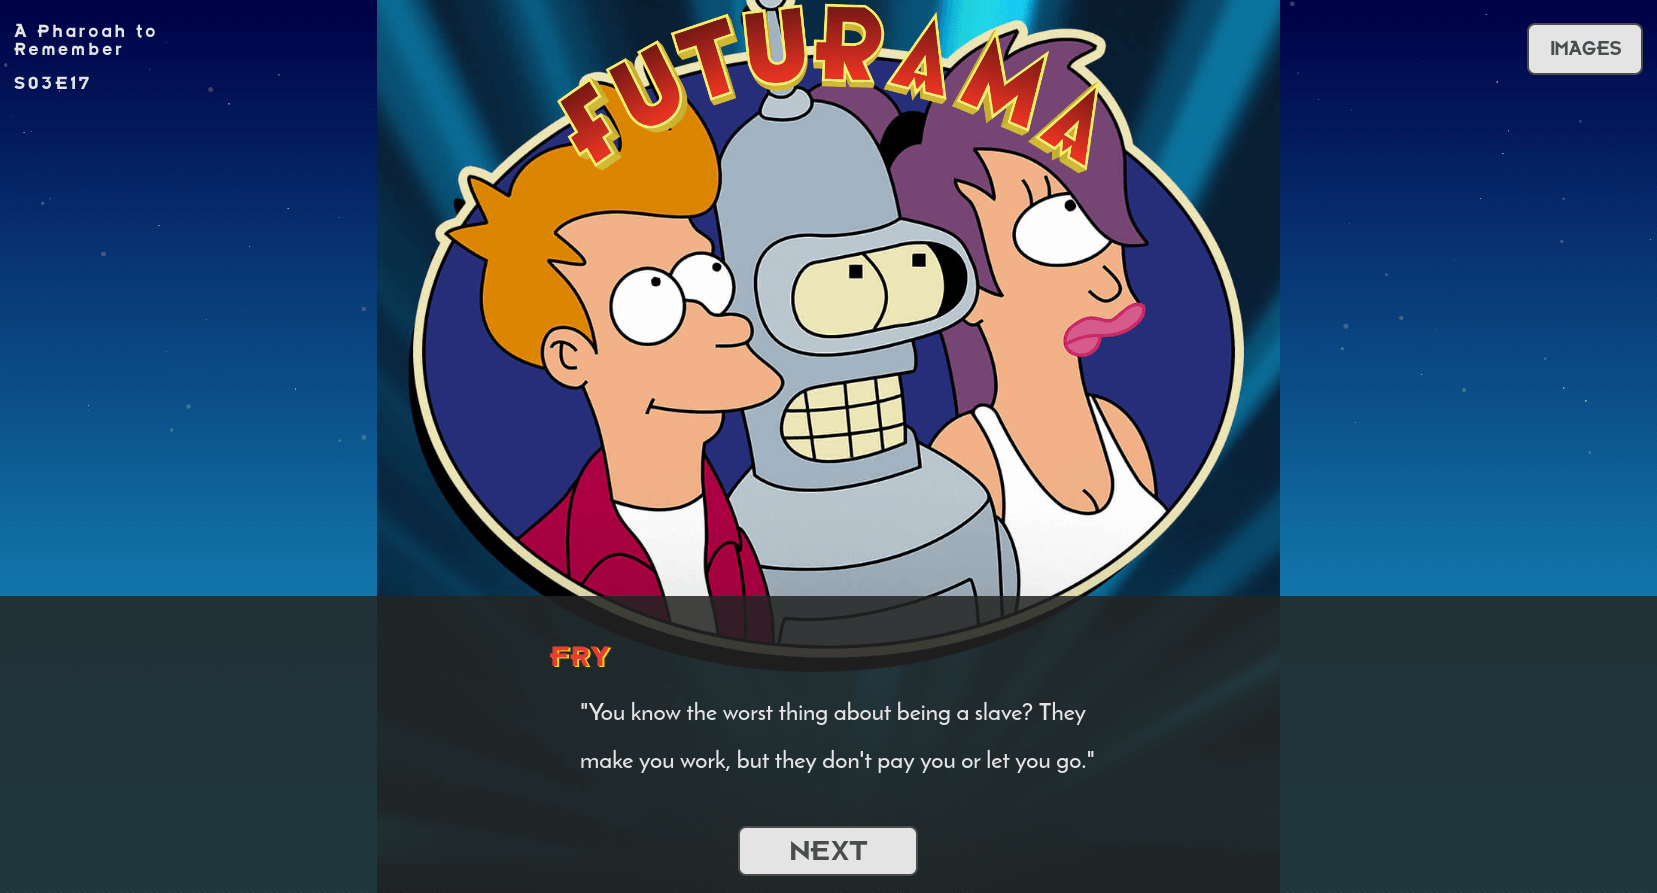 A Pharoah to
Remember
S03E17
IMAGES
FUTURAMA
FRY
"You know the worst thing about being a slave? They
make you work, but they don't pay you or let you go."
NEXT